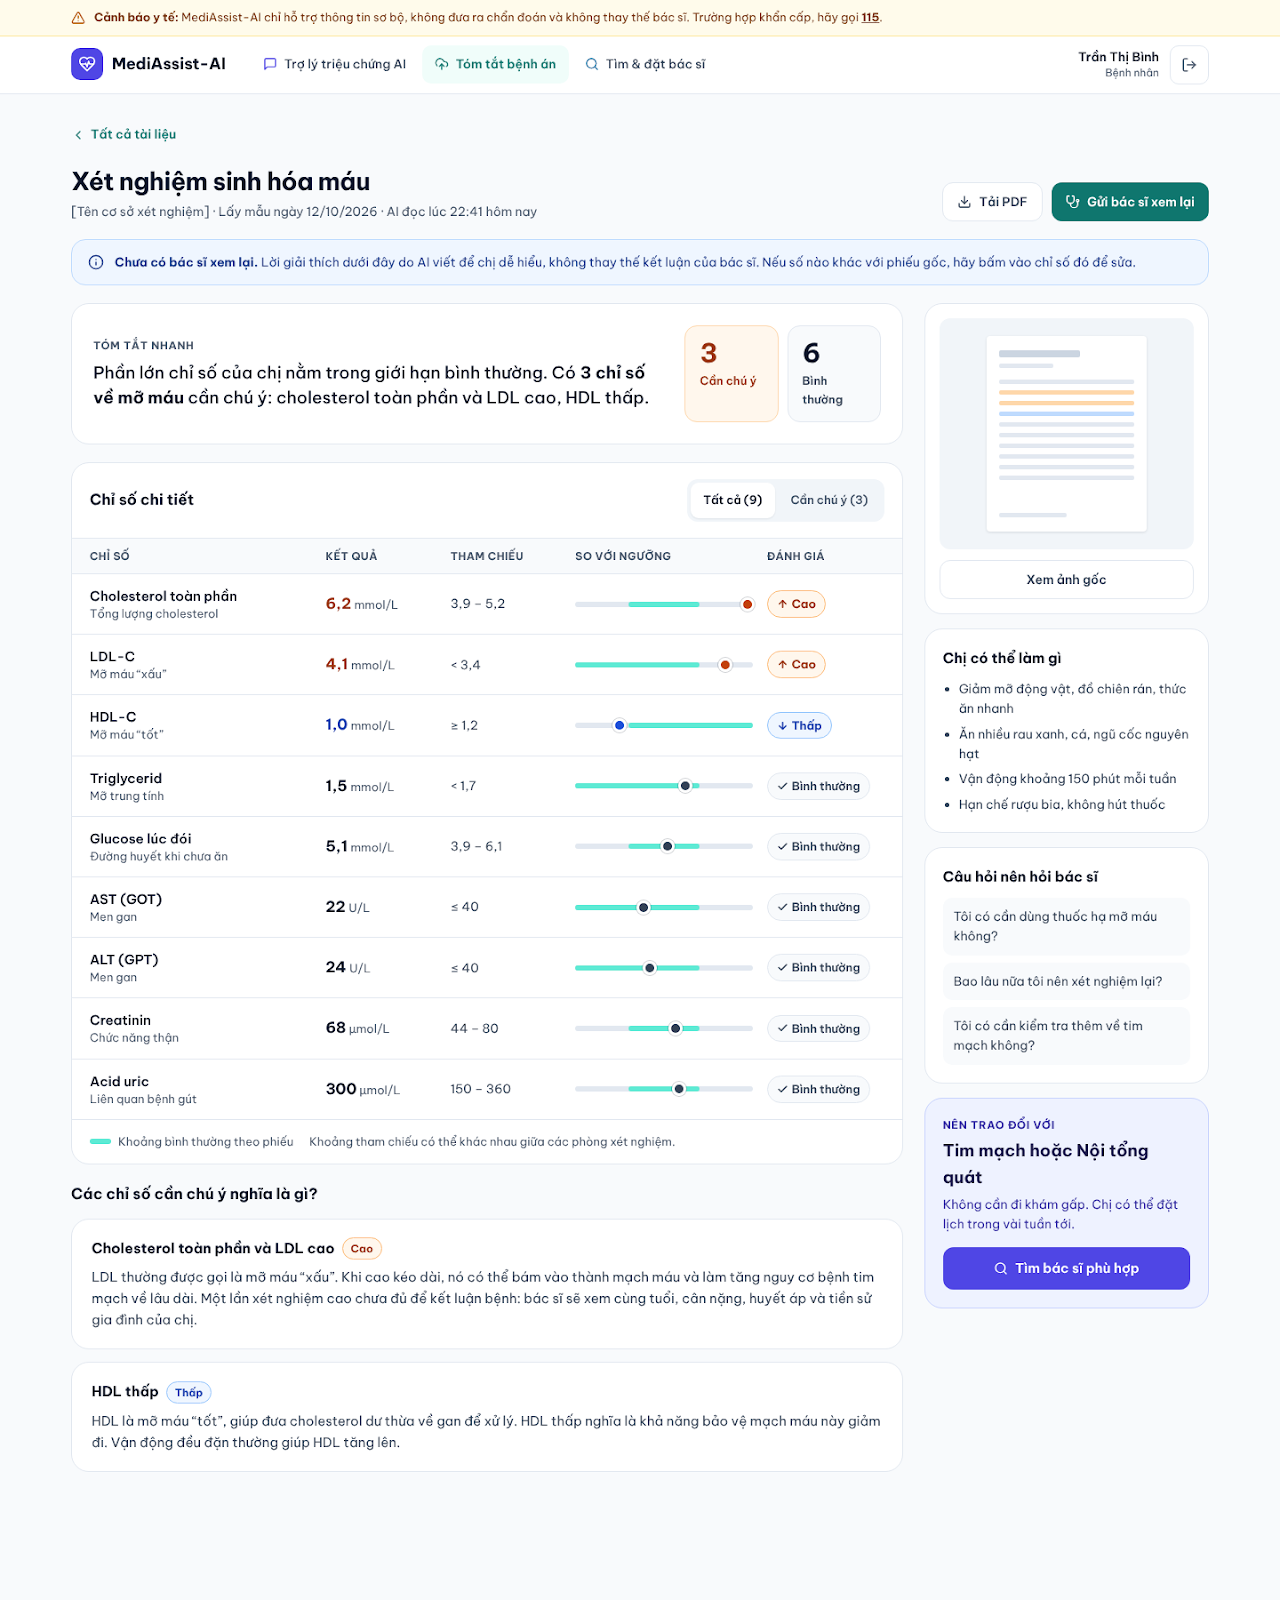 Cảnh báo y tế: MediAssist-AI chỉ hỗ trợ thông tin sơ bộ, không đưa ra chẩn đoán và không thay thế bác sĩ. Trường hợp khẩn cấp, hãy gọi 115.
MediAssist-AI
Trợ lý triệu chứng AI
Tóm tắt bệnh án
Tìm & đặt bác sĩ
Trần Thị Bình
Bệnh nhân
Tất cả tài liệu
Xét nghiệm sinh hóa máu
[Tên cơ sở xét nghiệm] · Lấy mẫu ngày 12/10/2026 · AI đọc lúc 22:41 hôm nay
Tải PDF
Gửi bác sĩ xem lại
Chưa có bác sĩ xem lại. Lời giải thích dưới đây do AI viết để chị dễ hiểu, không thay thế kết luận của bác sĩ. Nếu số nào khác với phiếu gốc, hãy bấm vào chỉ số đó để sửa.
TÓM TẮT NHANH
Phần lớn chỉ số của chị nằm trong giới hạn bình thường. Có 3 chỉ số
về mỡ máu cần chú ý: cholesterol toàn phần và LDL cao, HDL thấp.
3
Cần chú ý
6
Bình
thường
Chỉ số chi tiết
Tất cả (9)
Cần chú ý (3)
CHỈ SỐ KẾT QUẢ THAM CHIẾU SO VỚI NGƯỠNG ĐÁNH GIÁ
Cholesterol toàn phần
Tổng lượng cholesterol
6,2 mmol/L
3,9 – 5,2
↑ Cao
LDL-C
Mỡ máu “xấu”
4,1 mmol/L
< 3,4
↑ Cao
HDL-C
Mỡ máu “tốt”
1,0 mmol/L
≥ 1,2
↓ Thấp
Triglycerid
Mỡ trung tính
1,5 mmol/L
< 1,7
✓ Bình thường
Glucose lúc đói
Đường huyết khi chưa ăn
5,1 mmol/L
3,9 – 6,1
✓ Bình thường
AST (GOT)
Men gan
22 U/L
≤ 40
✓ Bình thường
ALT (GPT)
Men gan
24 U/L
≤ 40
✓ Bình thường
Creatinin
Chức năng thận
68 µmol/L
44 – 80
✓ Bình thường
Acid uric
Liên quan bệnh gút
300 µmol/L
150 – 360
✓ Bình thường
Khoảng bình thường theo phiếu
Khoảng tham chiếu có thể khác nhau giữa các phòng xét nghiệm.
Các chỉ số cần chú ý nghĩa là gì?
Cholesterol toàn phần và LDL cao
Cao
LDL thường được gọi là mỡ máu “xấu”. Khi cao kéo dài, nó có thể bám vào thành mạch máu và làm tăng nguy cơ bệnh tim
mạch về lâu dài. Một lần xét nghiệm cao chưa đủ để kết luận bệnh: bác sĩ sẽ xem cùng tuổi, cân nặng, huyết áp và tiền sử
gia đình của chị.
HDL thấp
Thấp
HDL là mỡ máu “tốt”, giúp đưa cholesterol dư thừa về gan để xử lý. HDL thấp nghĩa là khả năng bảo vệ mạch máu này giảm
đi. Vận động đều đặn thường giúp HDL tăng lên.
Xem ảnh gốc
Chị có thể làm gì
• Giảm mỡ động vật, đồ chiên rán, thức
ăn nhanh
• Ăn nhiều rau xanh, cá, ngũ cốc nguyên
hạt
• Vận động khoảng 150 phút mỗi tuần
• Hạn chế rượu bia, không hút thuốc
Câu hỏi nên hỏi bác sĩ
Tôi có cần dùng thuốc hạ mỡ máu
không?
Bao lâu nữa tôi nên xét nghiệm lại?
Tôi có cần kiểm tra thêm về tim
mạch không?
NÊN TRAO ĐỔI VỚI
Tim mạch hoặc Nội tổng
quát
Không cần đi khám gấp. Chị có thể đặt
lịch trong vài tuần tới.
Tìm bác sĩ phù hợp